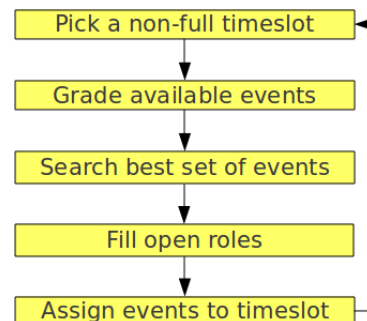 Pick a non-full timeslot
Grade available events
Search best set of events
Fill open roles
Assign events to timeslot